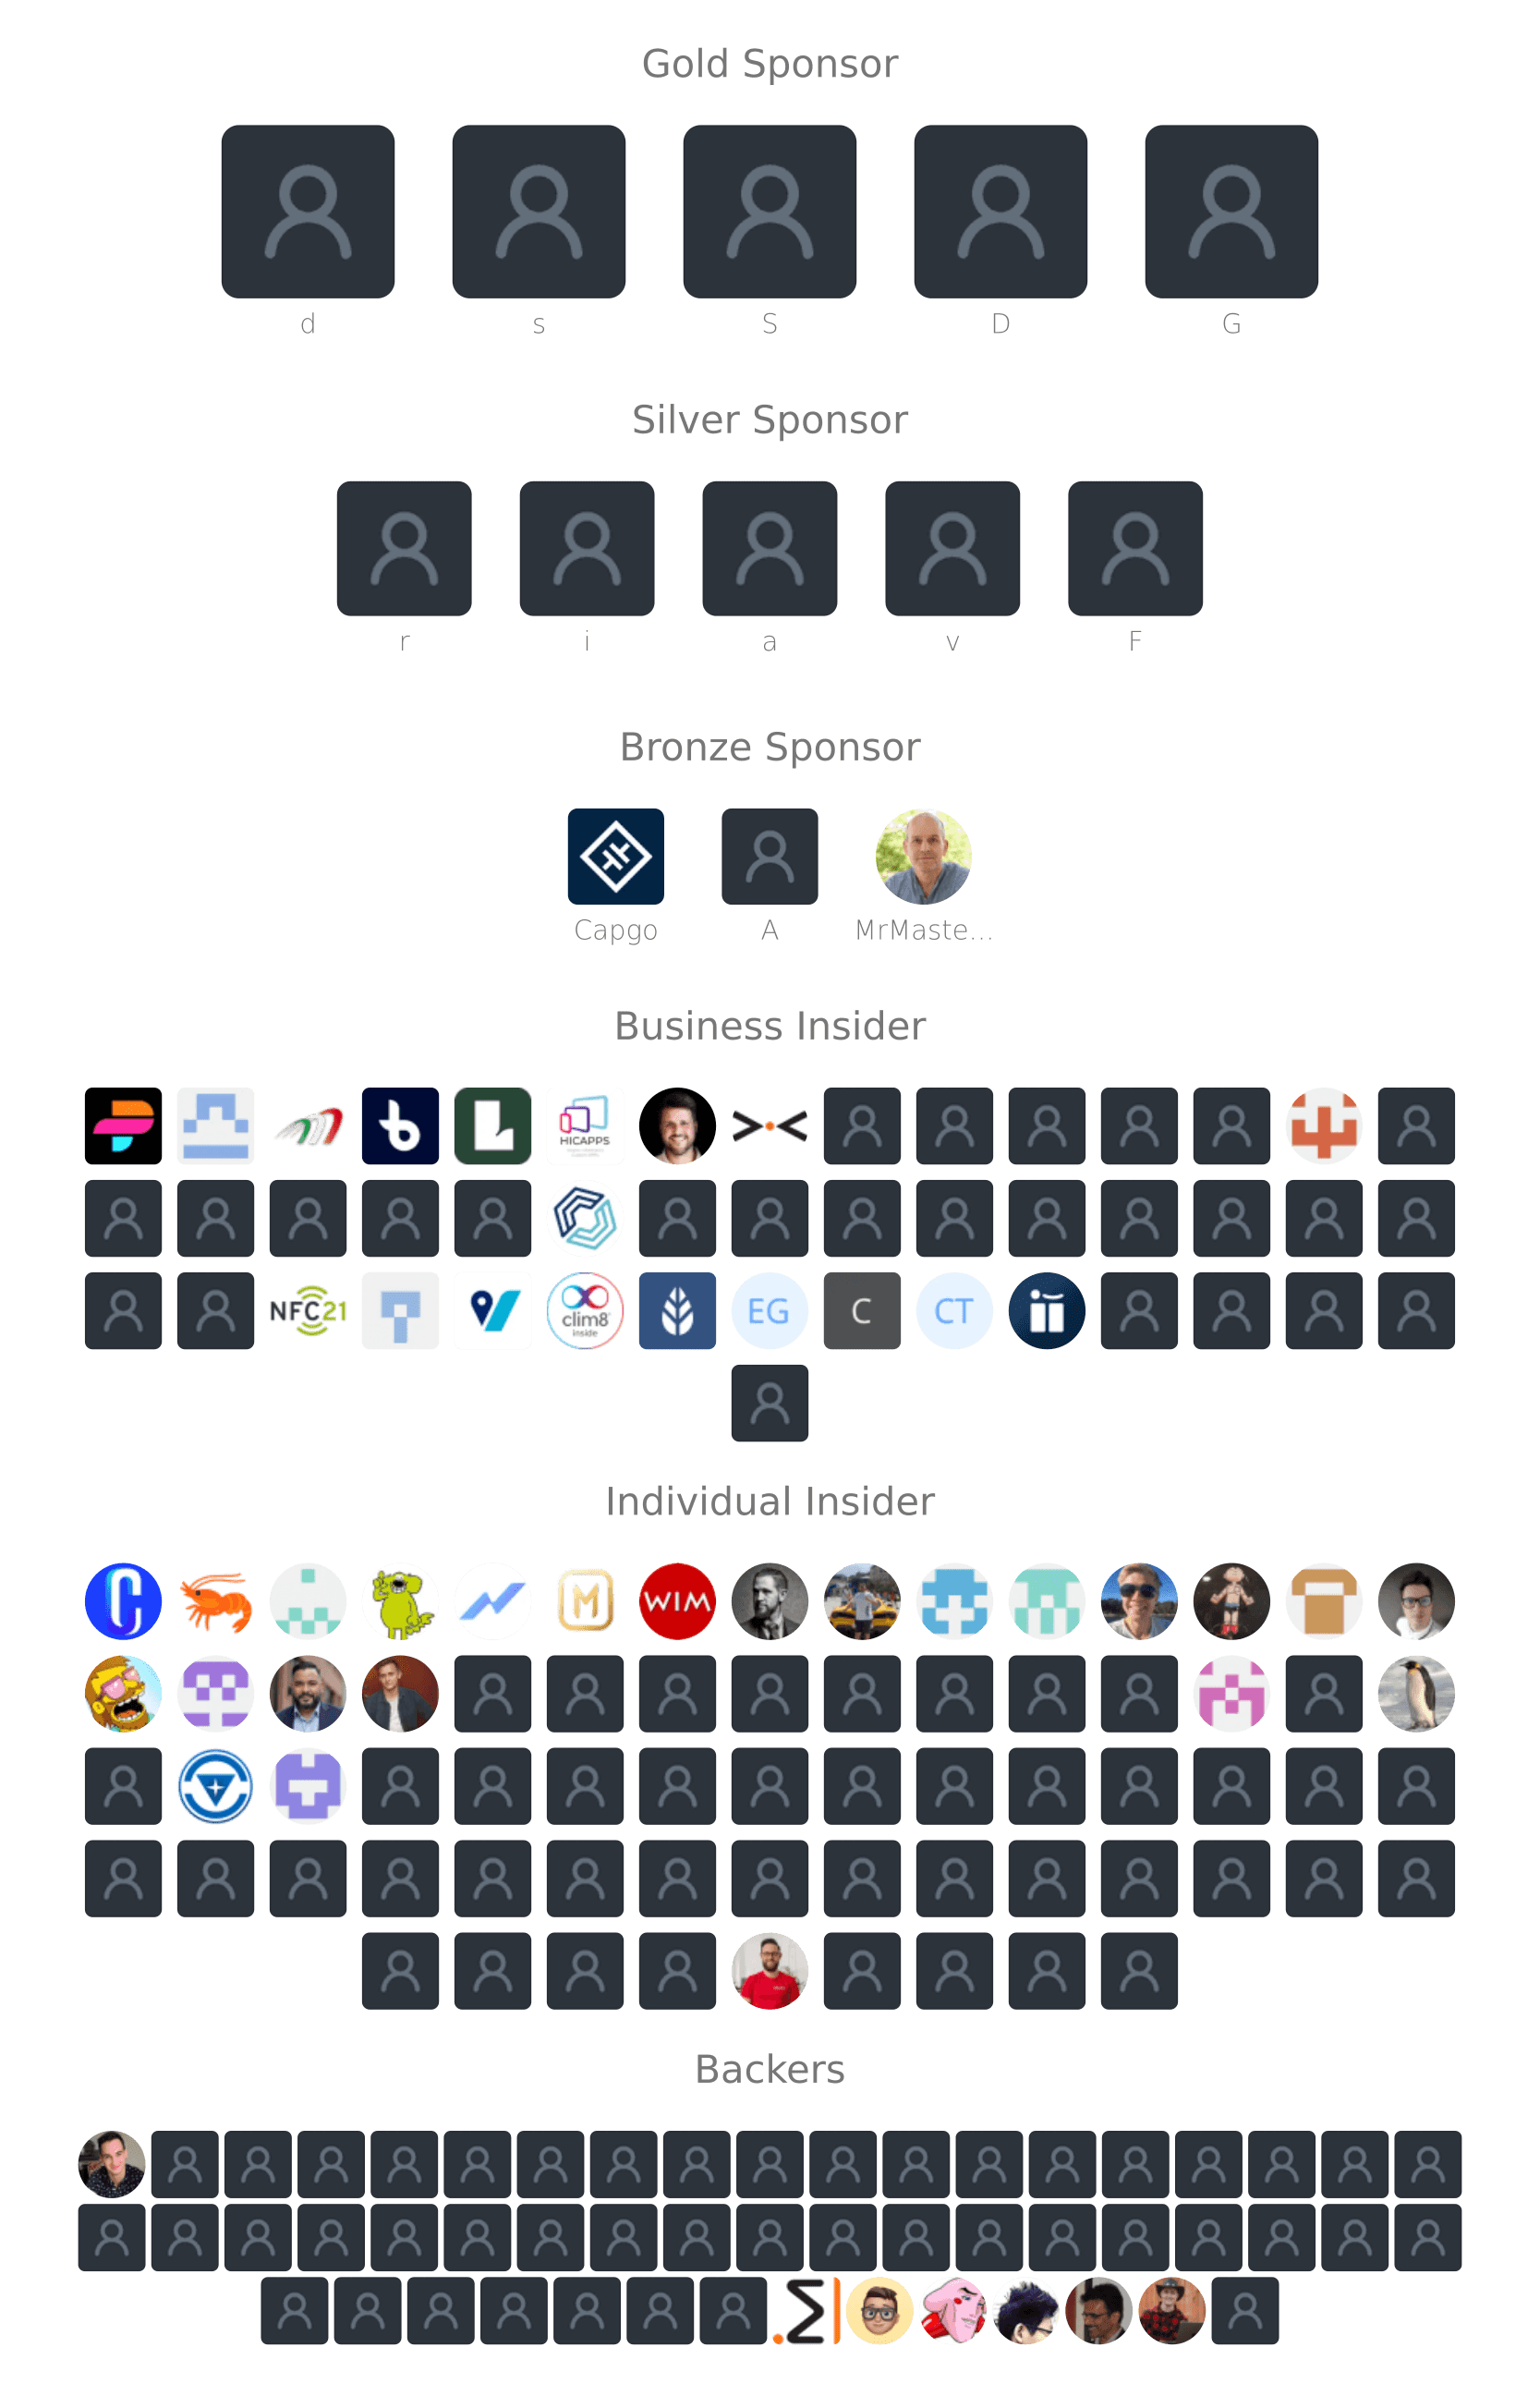 Gold Sponsor
d s S D G
Silver Sponsor
r i a v F
Bronze Sponsor
Capgo A MrMaste...
Business Insider
HICAPPS
NFC21 clim8 EG C CT
inside
Individual Insider
C M WIM
Backers